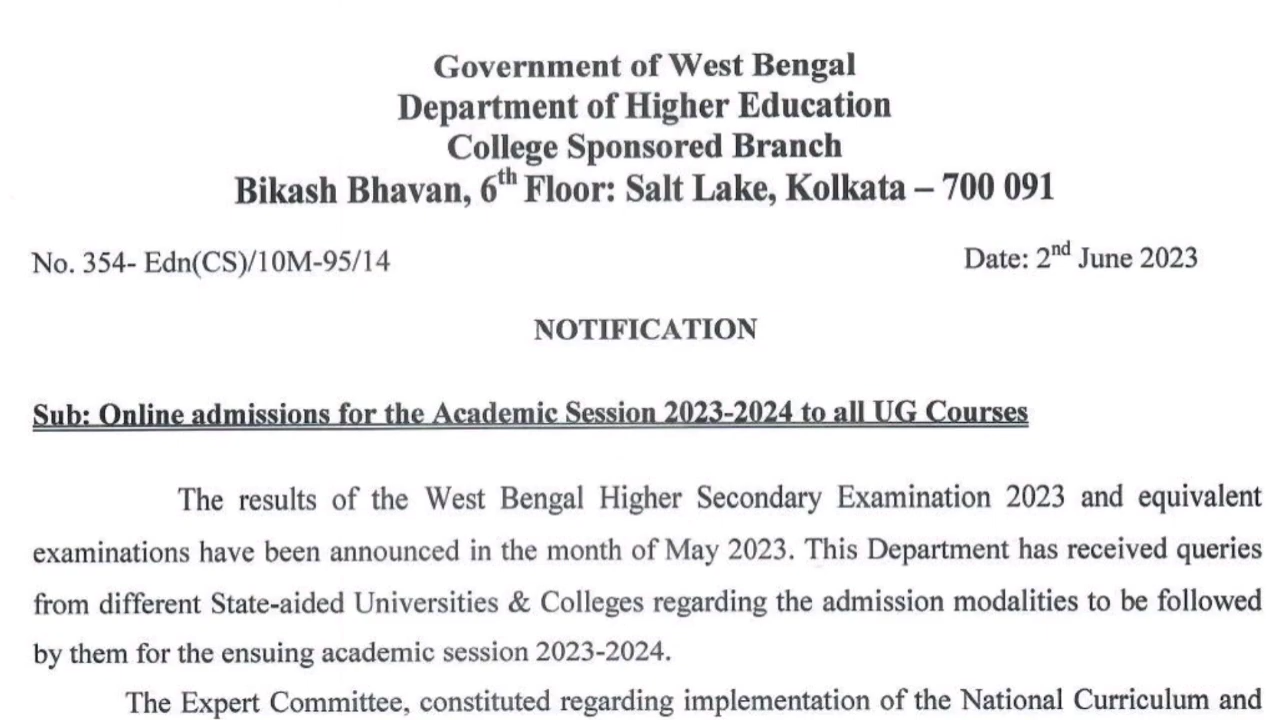 Government of West Bengal
Department of Higher Education
College Sponsored Branch
Bikash Bhavan, 6th Floor: Salt Lake, Kolkata – 700 091
No. 354- Edn(CS)/10M-95/14 Date: 2nd June 2023
NOTIFICATION
Sub: Online admissions for the Academic Session 2023-2024 to all UG Courses
The results of the West Bengal Higher Secondary Examination 2023 and equivalent
examinations have been announced in the month of May 2023. This Department has received queries
from different State-aided Universities & Colleges regarding the admission modalities to be followed
by them for the ensuing academic session 2023-2024.
The Expert Committee, constituted regarding implementation of the National Curriculum and